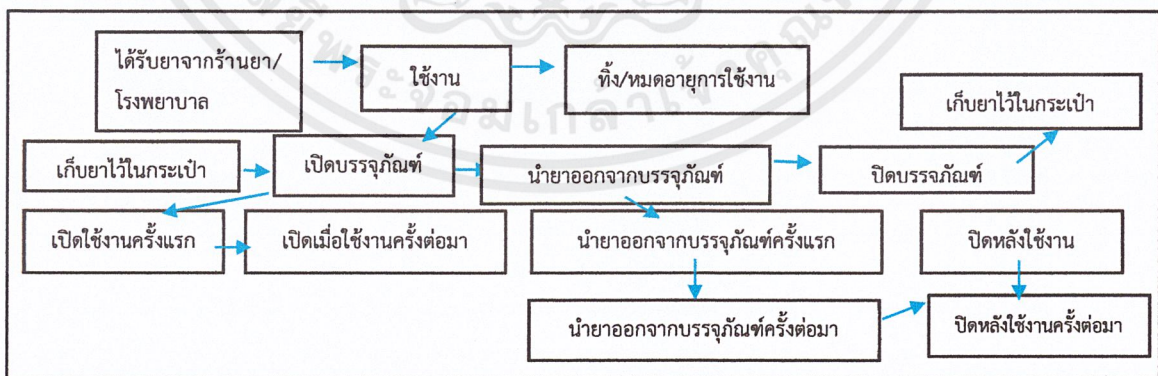 ได้รับยาจากร้านยา/
โรงพยาบาล
ใช้งาน
ทิ้ง/หมดอายุการใช้งาน
เก็บยาไว้ในกระเป๋า
เก็บยาไว้ในกระเป๋า
เปิดบรรจุภัณฑ์
นำยาออกจากบรรจุภัณฑ์
ปิดบรรจภัณฑ์
เปิดใช้งานครั้งแรก
เปิดเมื่อใช้งานครั้งต่อมา
นำยาออกจากบรรจุภัณฑ์ครั้งแรก
ปิดหลังใช้งาน
นำยาออกจากบรรจุภัณฑ์ครั้งต่อมา
ปิดหลังใช้งานครั้งต่อมา